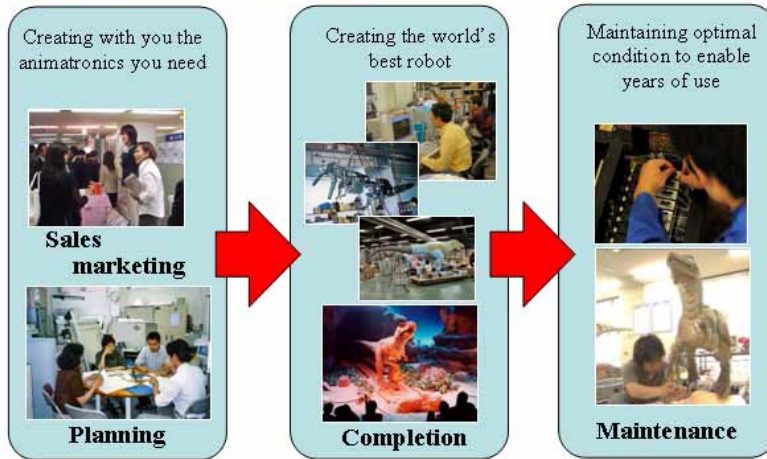 Creating with you the
animatronics you need
Sales
marketing
Planning
Creating the world's
best robot
Completion
Maintaining optimal
condition to enable
years of use
Maintenance